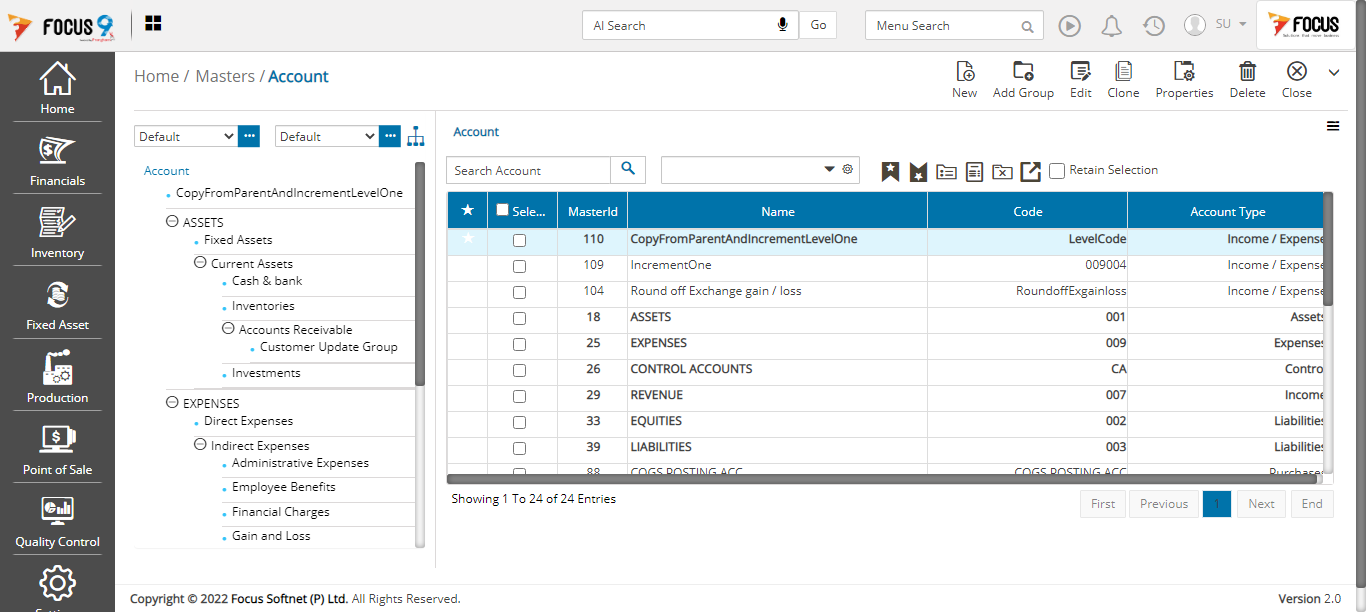 FOCUS 9
AI Search
Go
Menu Search
SU
FOCUS
Home / Masters / Account
New Add Group Edit Clone Properties Delete Close
Home
Financials
Inventory
Fixed Asset
Production
Point of Sale
Quality Control
Default
Default
Account
CopyFromParentAndIncrementLevelOne
ASSETS
Fixed Assets
Current Assets
Cash & bank
Inventories
Accounts Receivable
Customer Update Group
Investments
EXPENSES
Direct Expenses
Indirect Expenses
Administrative Expenses
Employee Benefits
Financial Charges
Gain and Loss
Account
Search Account
Retain Selection
Sele... MasterId Name Code Account Type
110 CopyFromParentAndIncrementLevelOne LevelCode Income / Expense
109 IncrementOne 009004 Income / Expense
104 Round off Exchange gain / loss RoundoffExgainloss Income / Expense
18 ASSETS 001 Assets
25 EXPENSES 009 Expenses
26 CONTROL ACCOUNTS CA Contro
29 REVENUE 007 Income
33 EQUITIES 002 Liabilities
39 LIABILITIES 003 Liabilities
88 COGS POSTING ACC COGS POSTING ACC Purchases
Showing 1 To 24 of 24 Entries
First Previous 1 Next End
Copyright © 2022 Focus Softnet (P) Ltd. All Rights Reserved.
Version 2.0